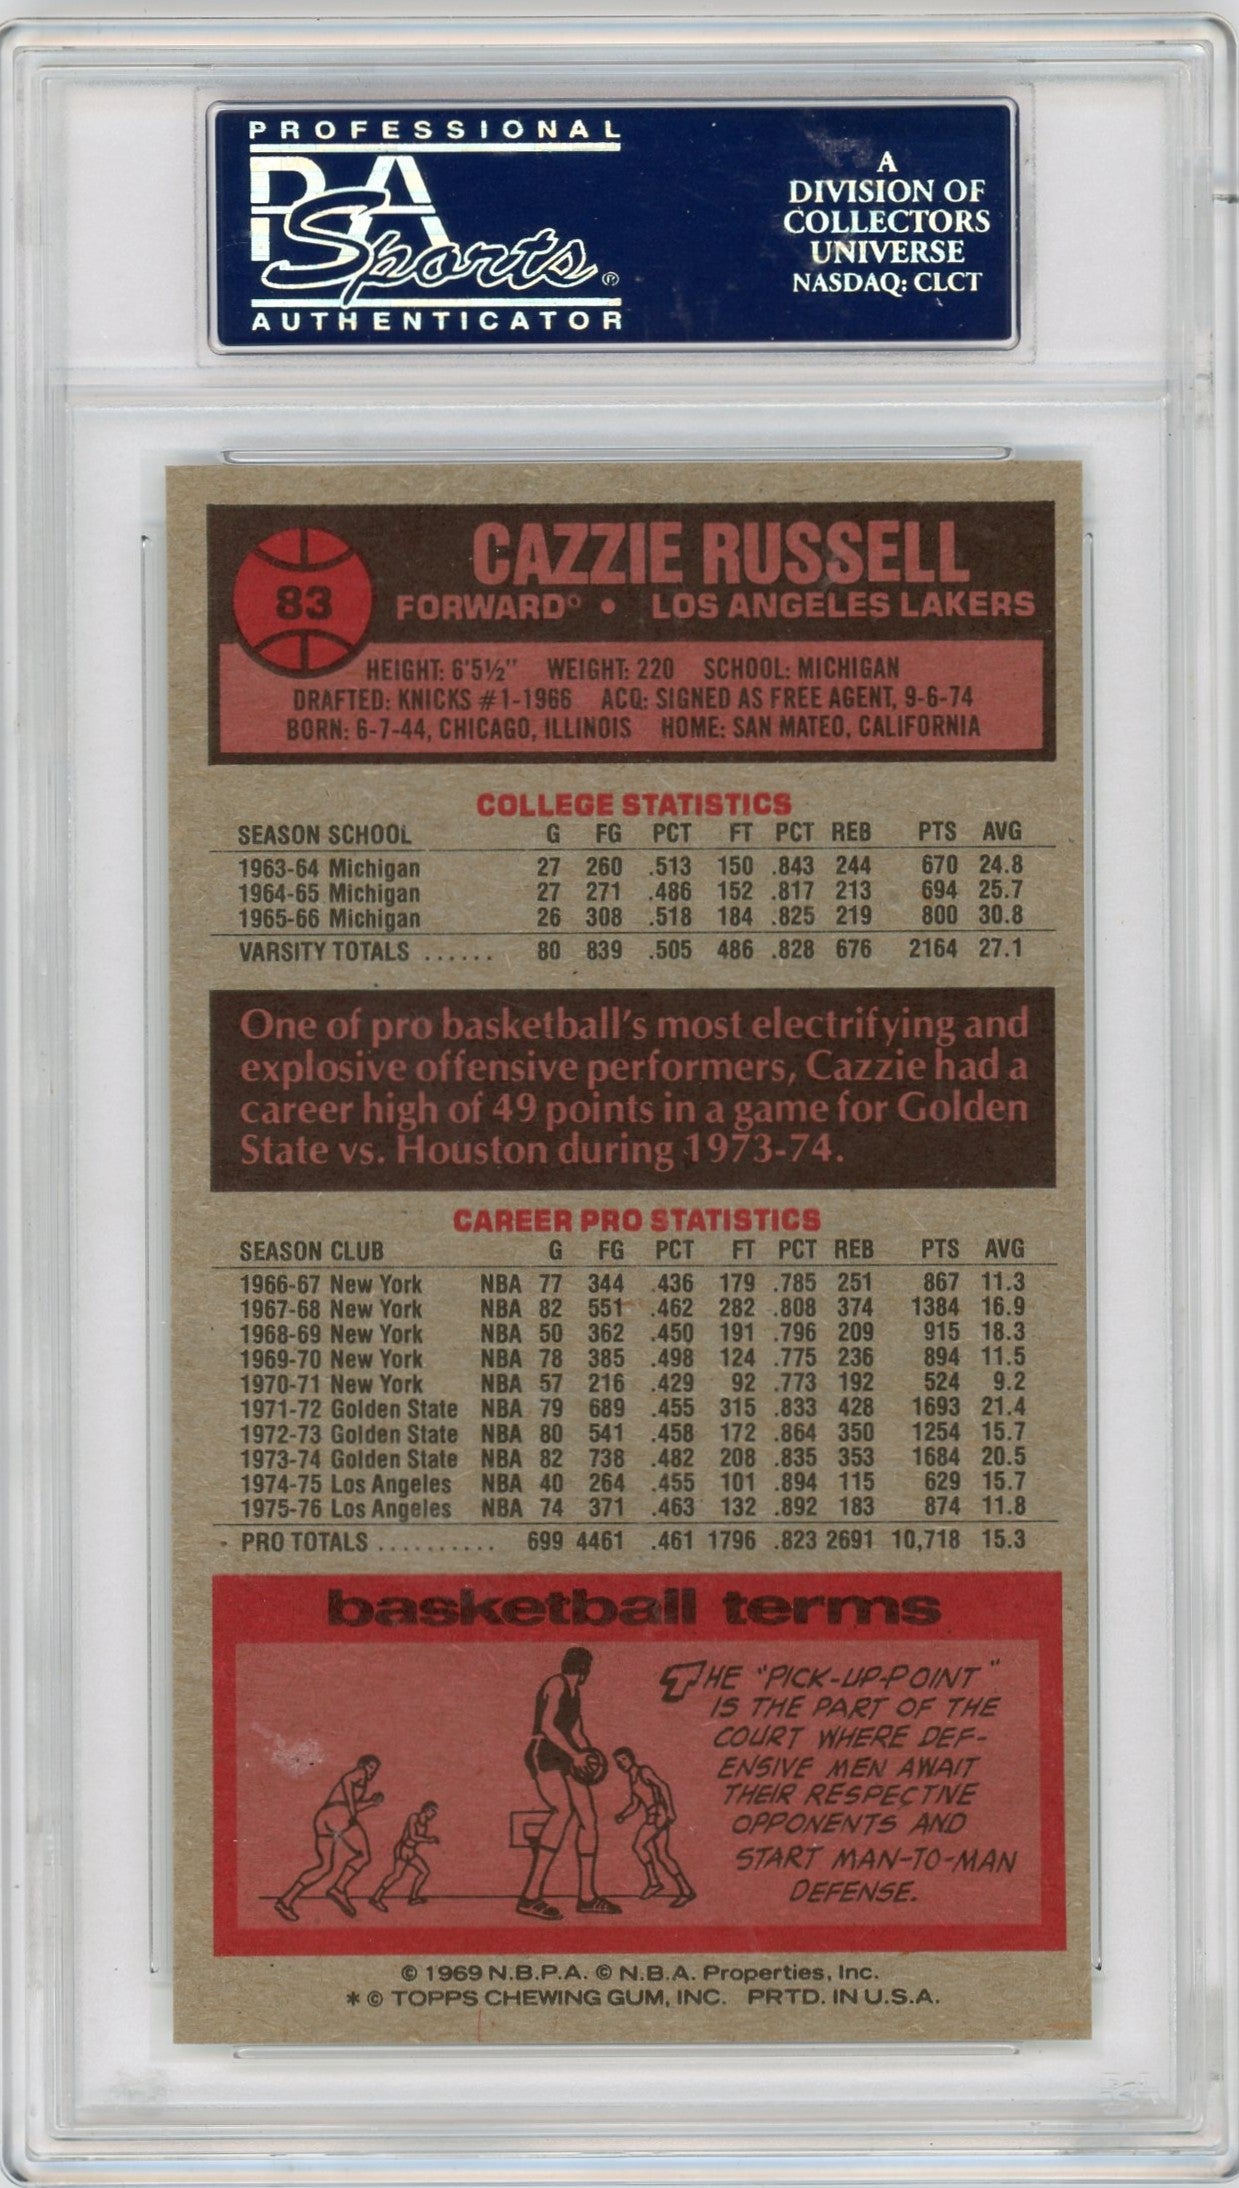 PROFESSIONAL
PSA
Sports®
AUTHENTICATOR
A
DIVISION OF
COLLECTORS
UNIVERSE
NASDAQ: CLCT
83
CAZZIE RUSSELL
FORWARD • LOS ANGELES LAKERS
HEIGHT: 6'5½" WEIGHT: 220 SCHOOL: MICHIGAN
DRAFTED: KNICKS #1-1966 ACQ: SIGNED AS FREE AGENT, 9-6-74
BORN: 6-7-44, CHICAGO, ILLINOIS HOME: SAN MATEO, CALIFORNIA
COLLEGE STATISTICS
SEASON SCHOOL G FG PCT FT PCT REB PTS AVG
1963-64 Michigan 27 260 .513 150 .843 244 670 24.8
1964-65 Michigan 27 271 .486 152 .817 213 694 25.7
1965-66 Michigan 26 308 .518 184 .825 219 800 30.8
VARSITY TOTALS ...... 80 839 .505 486 .828 676 2164 27.1
One of pro basketball's most electrifying and
explosive offensive performers, Cazzie had a
career high of 49 points in a game for Golden
State vs. Houston during 1973-74.
CAREER PRO STATISTICS
SEASON CLUB G FG PCT FT PCT REB PTS AVG
1966-67 New York NBA 77 344 .436 179 .785 251 867 11.3
1967-68 New York NBA 82 551 .462 282 .808 374 1384 16.9
1968-69 New York NBA 50 362 .450 191 .796 209 915 18.3
1969-70 New York NBA 78 385 .498 124 .775 236 894 11.5
1970-71 New York NBA 57 216 .429 92 .773 192 524 9.2
1971-72 Golden State NBA 79 689 .455 315 .833 428 1693 21.4
1972-73 Golden State NBA 80 541 .458 172 .864 350 1254 15.7
1973-74 Golden State NBA 82 738 .482 208 .835 353 1684 20.5
1974-75 Los Angeles NBA 40 264 .455 101 .894 115 629 15.7
1975-76 Los Angeles NBA 74 371 .463 132 .892 183 874 11.8
PRO TOTALS .......... 699 4461 .461 1796 .823 2691 10,718 15.3
basketball terms
THE "PICK-UP-POINT"
IS THE PART OF THE
COURT WHERE DEF-
ENSIVE MEN AWAIT
THEIR RESPECTIVE
OPPONENTS AND
START MAN-TO-MAN
DEFENSE.
© 1969 N.B.P.A. © N.B.A. Properties, Inc.
* © TOPPS CHEWING GUM, INC. PRTD. IN U.S.A.